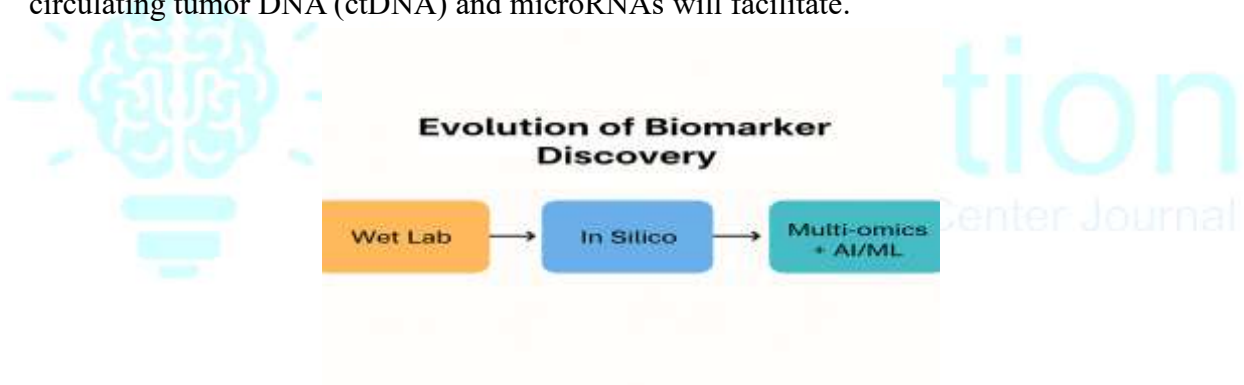 circulating tumor DNA (ctDNA) and microRNAs will facilitate.
tion
Center Journal
Evolution of Biomarker
Discovery
Wet Lab
In Silico
Multi-omics
+ AI/ML